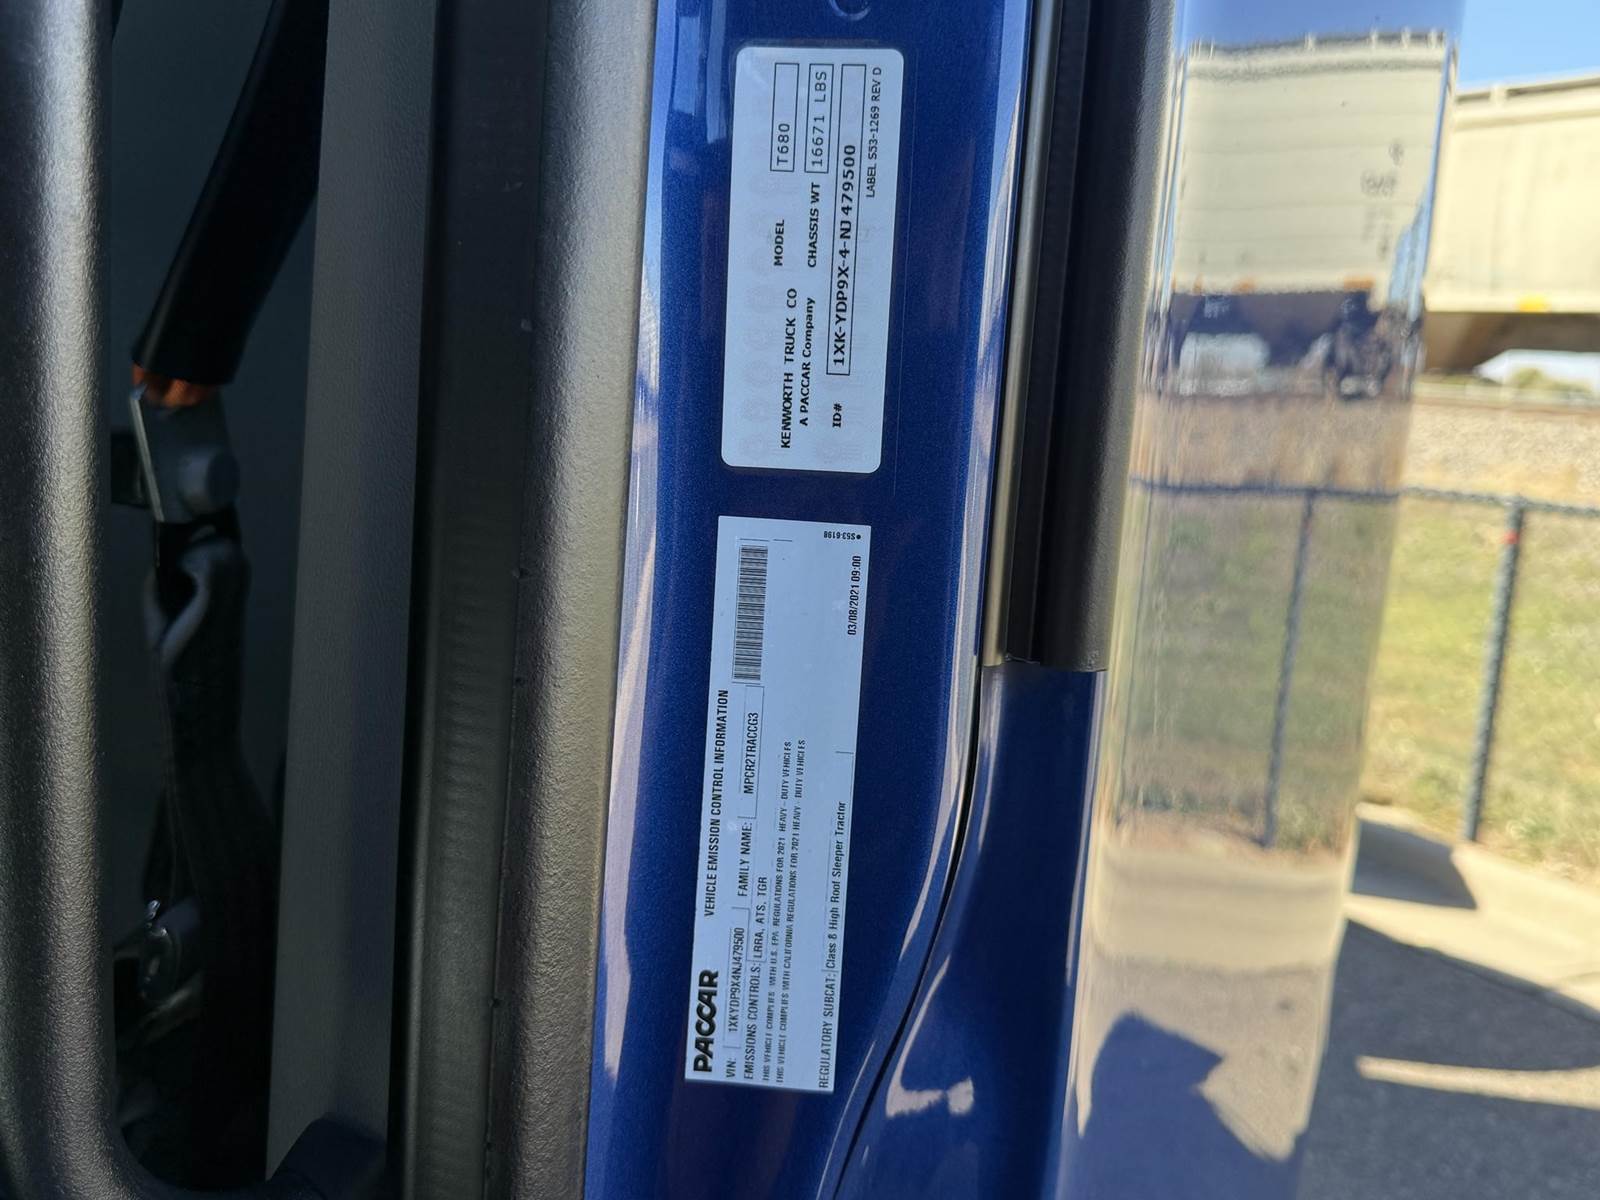 KENWORTH TRUCK CO MODEL T680
A PACCAR Company CHASSIS WT 16671 LBS
ID# 1XK-YDP9X-4-NJ 479500
LABEL S53-1269 REV D
PACCAR VEHICLE EMISSION CONTROL INFORMATION
VIN: 1XKYDP9X4NJ479500 FAMILY NAME: MPCR2TRACCG3
EMISSIONS CONTROLS: LRRA, ATS, TGR
THIS VEHICLE COMPLIES WITH U.S. EPA REGULATIONS FOR 2021 HEAVY-DUTY VEHICLES
THIS VEHICLE COMPLIES WITH CALIFORNIA REGULATIONS FOR 2021 HEAVY-DUTY VEHICLES
REGULATORY SUBCAT: Class 8 High Roof Sleeper Tractor
03/08/2021 09:00
●S53-6198